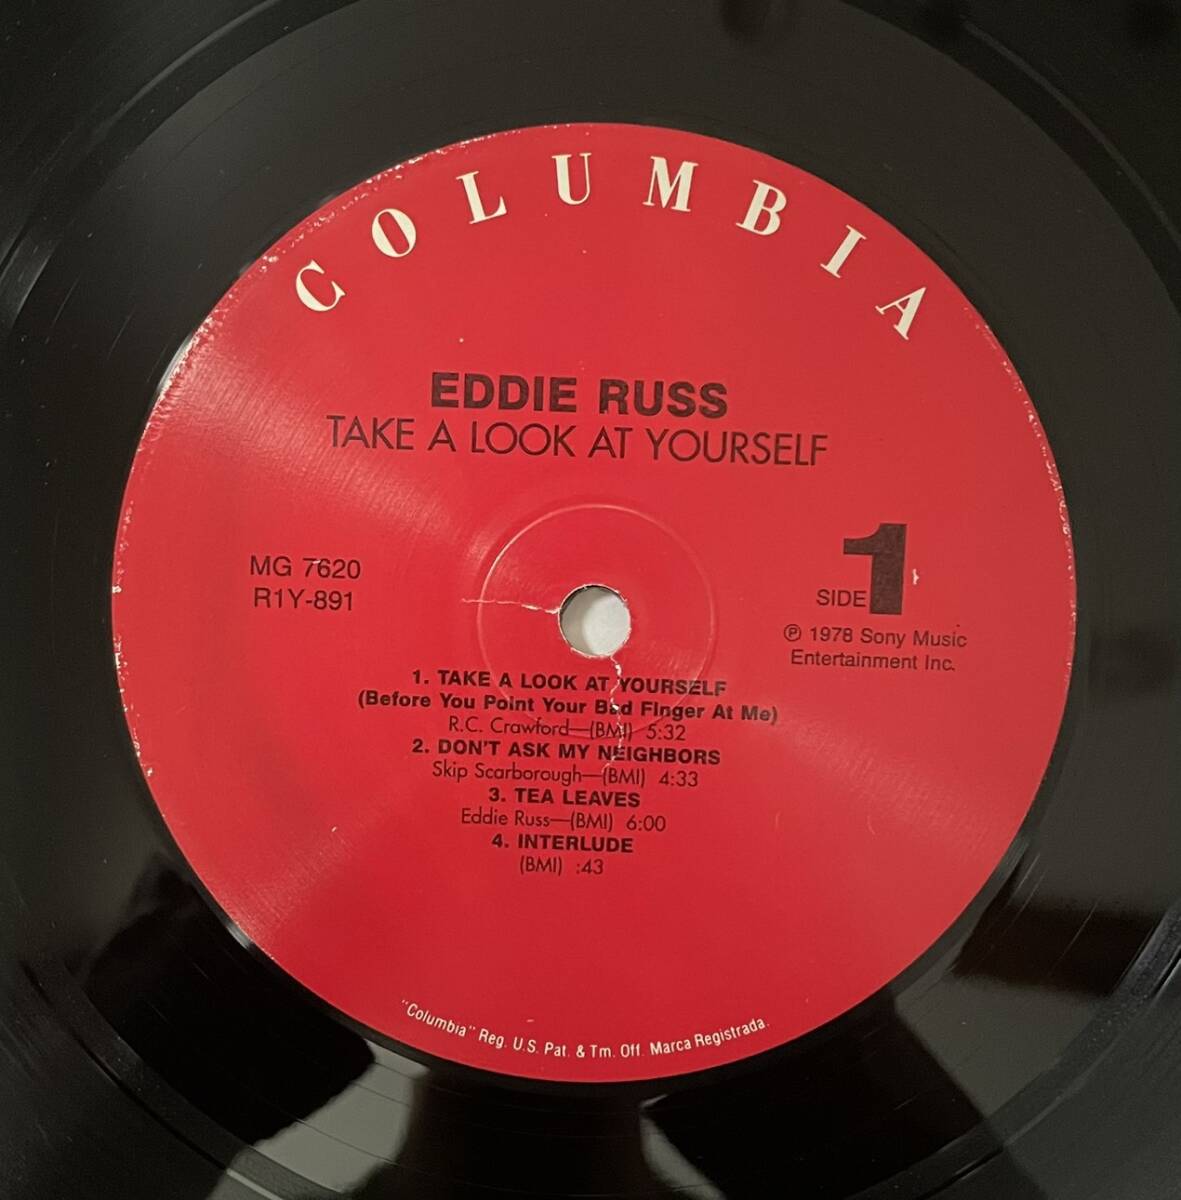 COLUMBIA
EDDIE RUSS
TAKE A LOOK AT YOURSELF
MG 7620
R1Y-891
SIDE 1
℗ 1978 Sony Music
Entertainment Inc.
1. TAKE A LOOK AT YOURSELF
(Before You Point Your Bad Finger At Me)
R.C. Crawford—(BMI) 5:32
2. DON'T ASK MY NEIGHBORS
Skip Scarborough—(BMI) 4:33
3. TEA LEAVES
Eddie Russ—(BMI) 6:00
4. INTERLUDE
(BMI) :43
"Columbia" Reg. U.S. Pat. & Tm. Off. Marca Registrada.